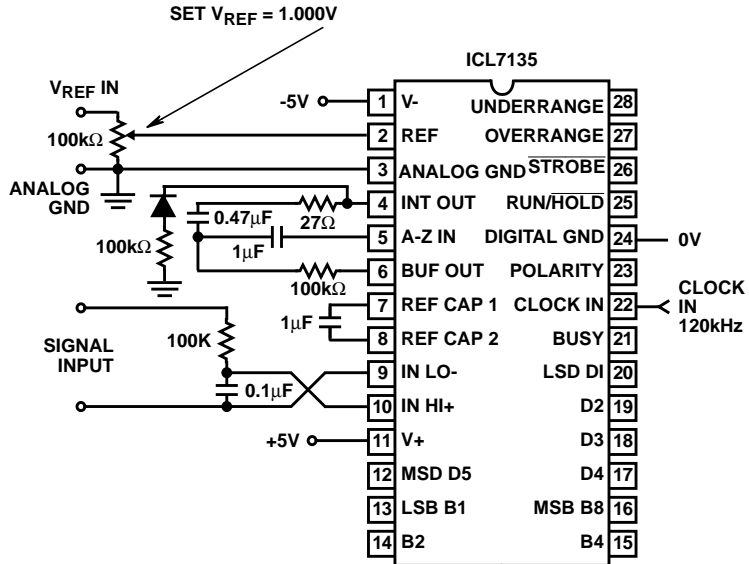 SET VREF = 1.000V
ICL7135
VREF IN
100kΩ
ANALOG
GND
-5V
1 V-
2 REF
3 ANALOG GND
4 INT OUT
5 A-Z IN
6 BUF OUT
7 REF CAP 1
8 REF CAP 2
9 IN LO-
10 IN HI+
11 V+
12 MSD D5
13 LSB B1
14 B2
UNDERRANGE 28
OVERRANGE 27
STROBE 26
RUN/HOLD 25
DIGITAL GND 24
POLARITY 23
CLOCK IN 22
BUSY 21
LSD DI 20
D2 19
D3 18
D4 17
MSB B8 16
B4 15
0V
CLOCK
IN
120kHz
0.47μF
27Ω
100kΩ
1μF
100kΩ
1μF
SIGNAL
INPUT
100K
0.1μF
+5V